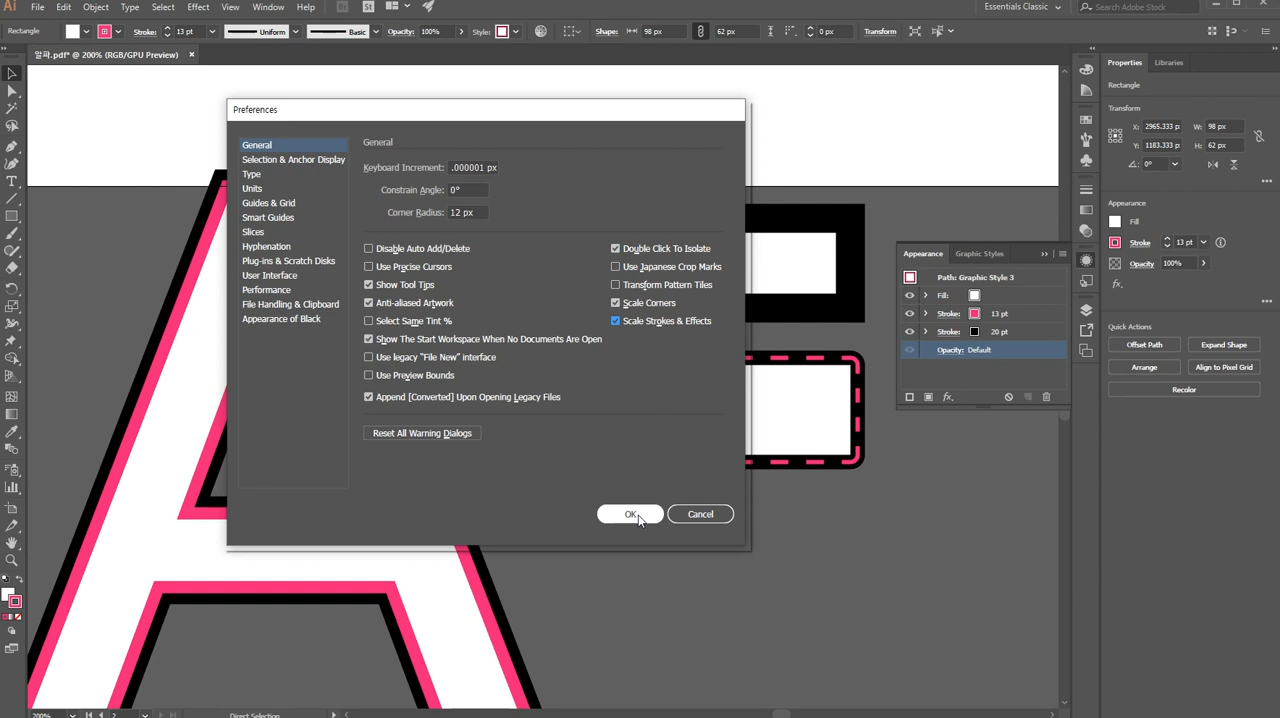 Ai File Edit Object Type Select Effect View Window Help Br St Essentials Classic Search Adobe Stock
Rectangle Stroke: 13 pt Uniform Basic Opacity: 100% Style: Shape: 98 px 62 px 0 px Transform
알파.pdf* @ 200% (RGB/GPU Preview) ×
Properties Libraries
Rectangle
Transform
X: 2965.333 p W: 98 px
Y: 1183.333 p H: 62 px
0°
Appearance
Fill
Stroke 13 pt
Opacity 100%
fx.
Quick Actions
Offset Path Expand Shape
Arrange Align to Pixel Grid
Recolor
Preferences
General
Selection & Anchor Display
Type
Units
Guides & Grid
Smart Guides
Slices
Hyphenation
Plug-ins & Scratch Disks
User Interface
Performance
File Handling & Clipboard
Appearance of Black
General
Keyboard Increment: .000001 px
Constrain Angle: 0°
Corner Radius: 12 px
Disable Auto Add/Delete
Use Precise Cursors
Show Tool Tips
Anti-aliased Artwork
Select Same Tint %
Show The Start Workspace When No Documents Are Open
Use legacy "File New" interface
Use Preview Bounds
Append [Converted] Upon Opening Legacy Files
Double Click To Isolate
Use Japanese Crop Marks
Transform Pattern Tiles
Scale Corners
Scale Strokes & Effects
Reset All Warning Dialogs
OK Cancel
Appearance Graphic Styles
Path: Graphic Style 3
Fill:
Stroke: 13 pt
Stroke: 20 pt
Opacity: Default
fx.
200% 2 Direct Selection